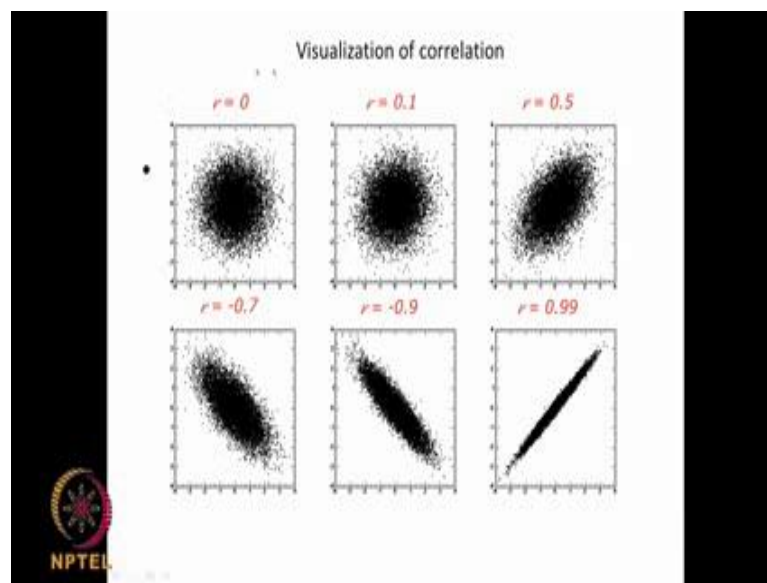 Visualization of correlation
r = 0 r = 0.1 r = 0.5
r = -0.7 r = -0.9 r = 0.99
NPTEL